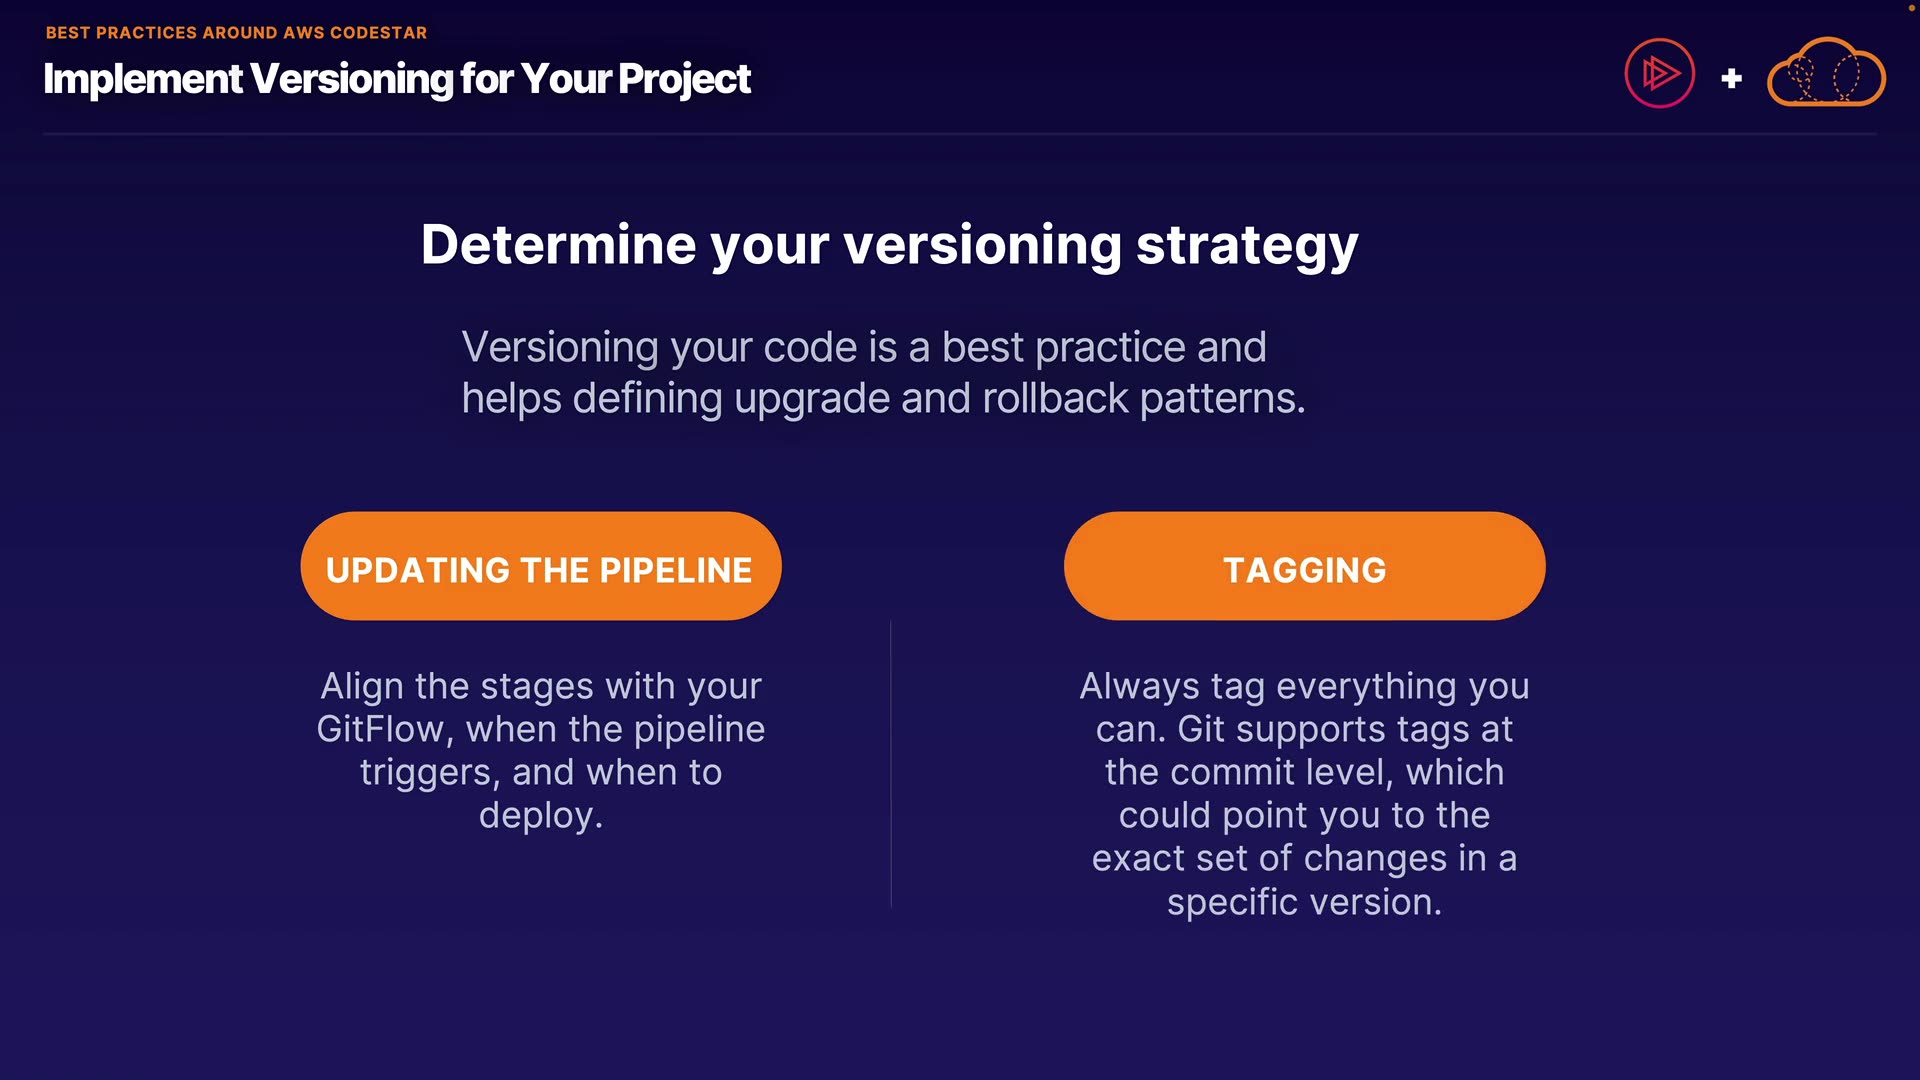 BEST PRACTICES AROUND AWS CODESTAR
Implement Versioning for Your Project
+
Determine your versioning strategy
Versioning your code is a best practice and
helps defining upgrade and rollback patterns.
UPDATING THE PIPELINE
Align the stages with your
GitFlow, when the pipeline
triggers, and when to
deploy.
TAGGING
Always tag everything you
can. Git supports tags at
the commit level, which
could point you to the
exact set of changes in a
specific version.